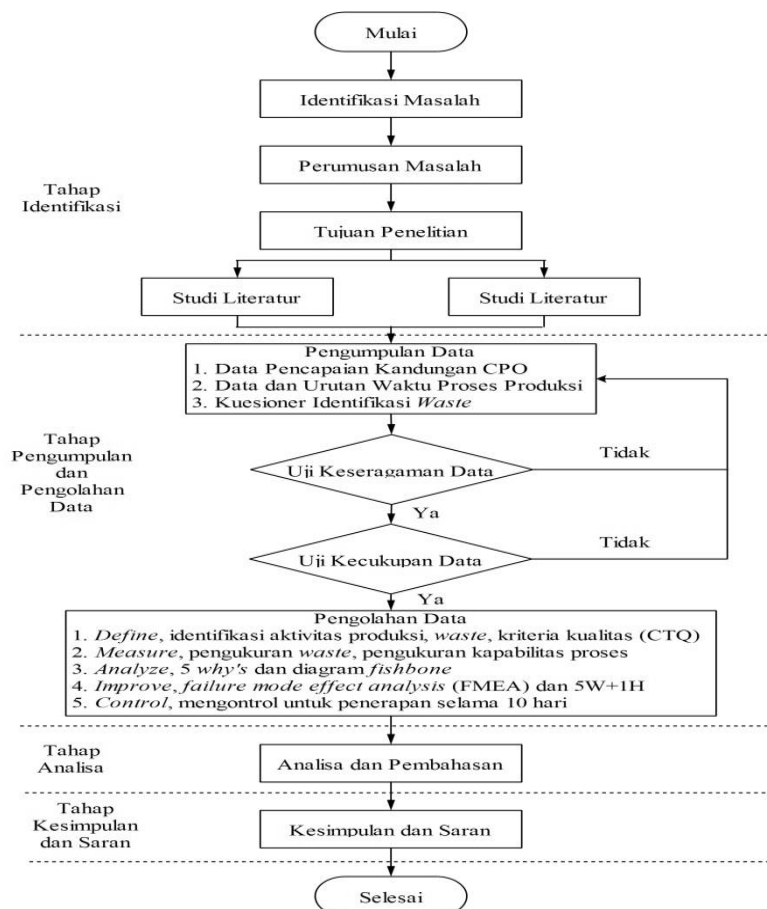 Mulai
Identifikasi Masalah
Perumusan Masalah
Tahap
Identifikasi
Tujuan Penelitian
Studi Literatur
Studi Literatur
Pengumpulan Data
1. Data Pencapaian Kandungan CPO
2. Data dan Urutan Waktu Proses Produksi
3. Kuesioner Identifikasi Waste
Tahap
Pengumpulan
dan
Pengolahan
Data
Uji Keseragaman Data
Tidak
Ya
Uji Kecukupan Data
Tidak
Ya
Pengolahan Data
1. Define, identifikasi aktivitas produksi, waste, kriteria kualitas (CTQ)
2. Measure, pengukuran waste, pengukuran kapabilitas proses
3. Analyze, 5 why's dan diagram fishbone
4. Improve, failure mode effect analysis (FMEA) dan 5W+1H
5. Control, mengontrol untuk penerapan selama 10 hari
Tahap
Analisa
Analisa dan Pembahasan
Tahap
Kesimpulan
dan Saran
Kesimpulan dan Saran
Selesai